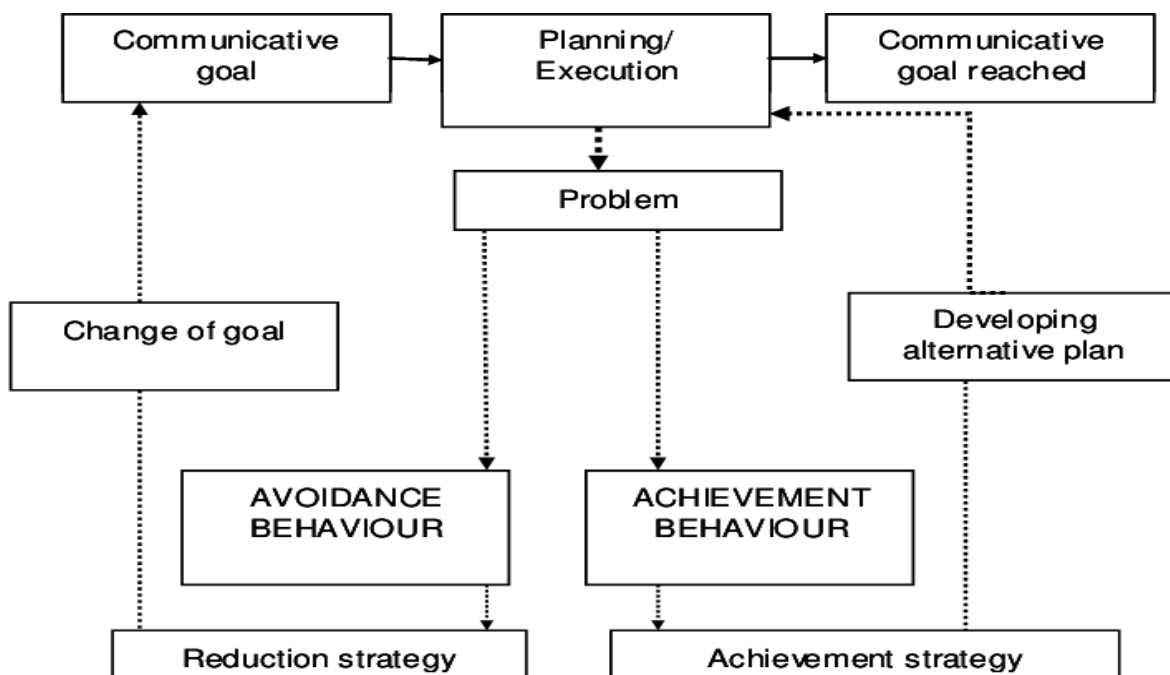 Communicative
goal
Planning/
Execution
Communicative
goal reached
Problem
Change of goal
Developing
alternative plan
AVOIDANCE
BEHAVIOUR
ACHIEVEMENT
BEHAVIOUR
Reduction strategy
Achievement strategy